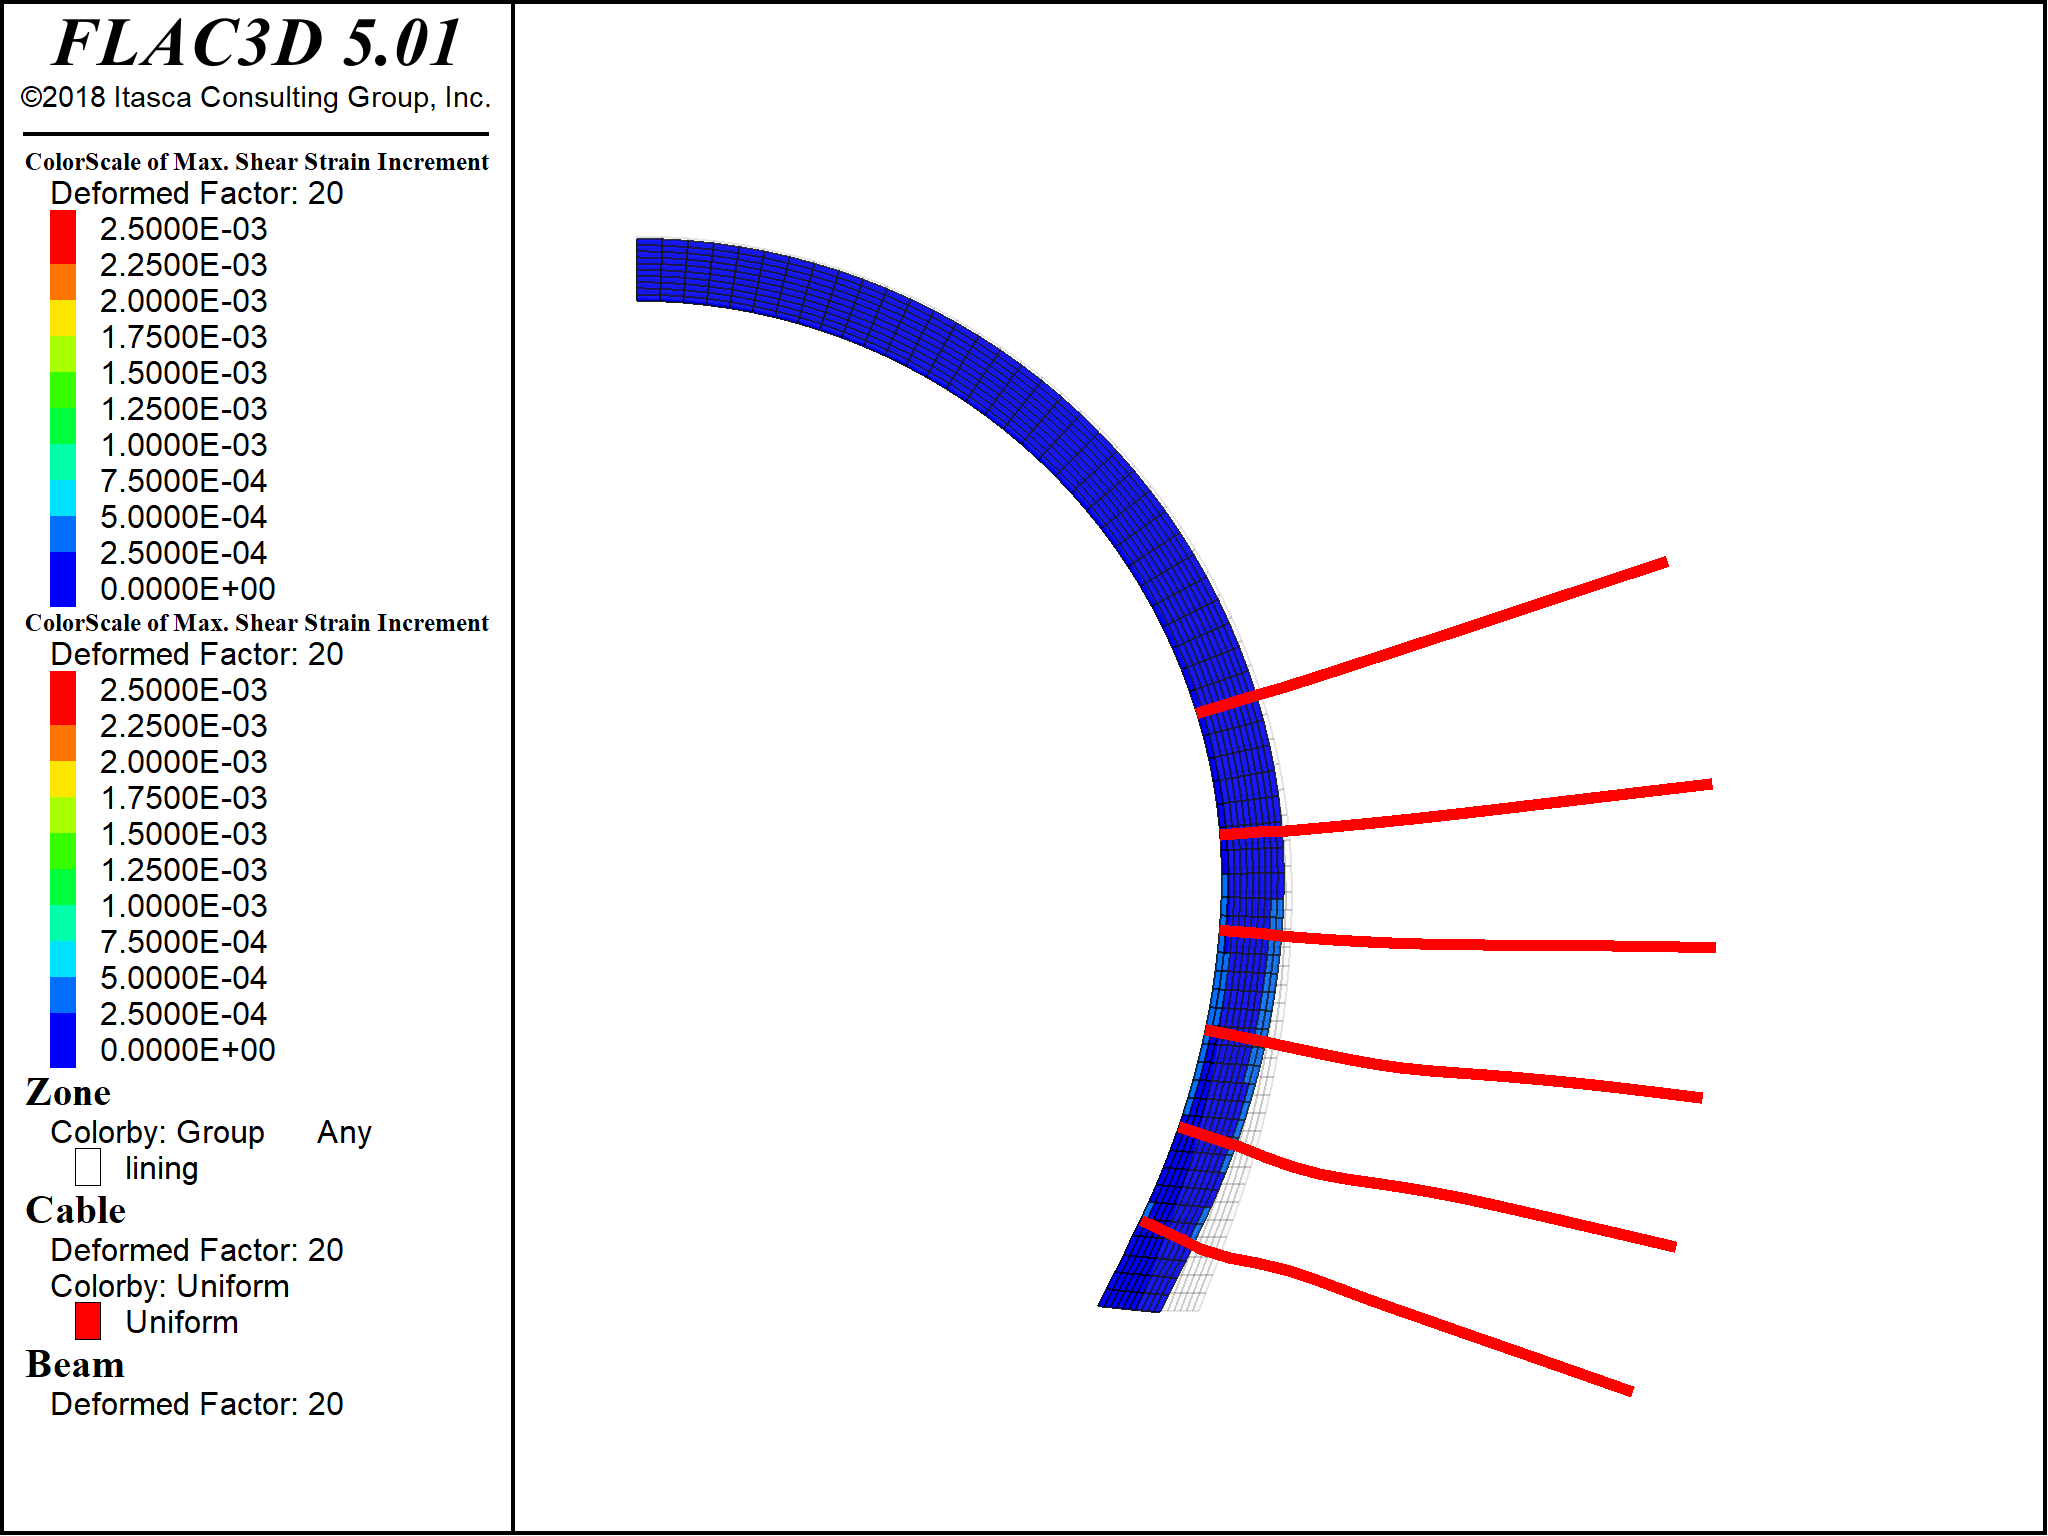 FLAC3D 5.01
©2018 Itasca Consulting Group, Inc.
ColorScale of Max. Shear Strain Increment
Deformed Factor: 20
2.5000E-03
2.2500E-03
2.0000E-03
1.7500E-03
1.5000E-03
1.2500E-03
1.0000E-03
7.5000E-04
5.0000E-04
2.5000E-04
0.0000E+00
ColorScale of Max. Shear Strain Increment
Deformed Factor: 20
2.5000E-03
2.2500E-03
2.0000E-03
1.7500E-03
1.5000E-03
1.2500E-03
1.0000E-03
7.5000E-04
5.0000E-04
2.5000E-04
0.0000E+00
Zone
Colorby: Group Any
lining
Cable
Deformed Factor: 20
Colorby: Uniform
Uniform
Beam
Deformed Factor: 20